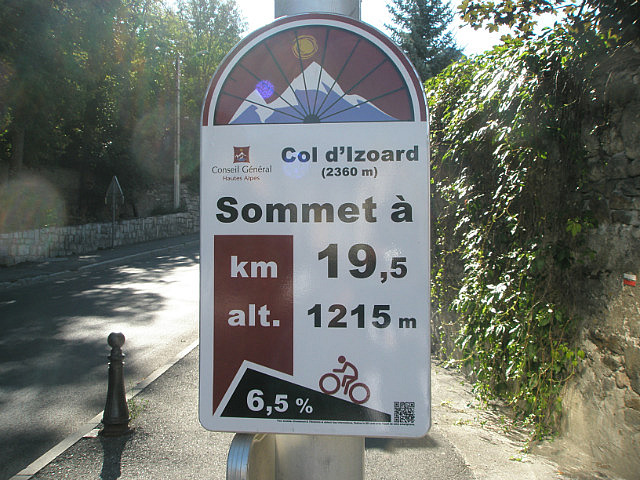 Conseil Général
Hautes Alpes
Col d'Izoard
(2360 m)
Sommet à
km 19,5
alt. 1215 m
6,5 %